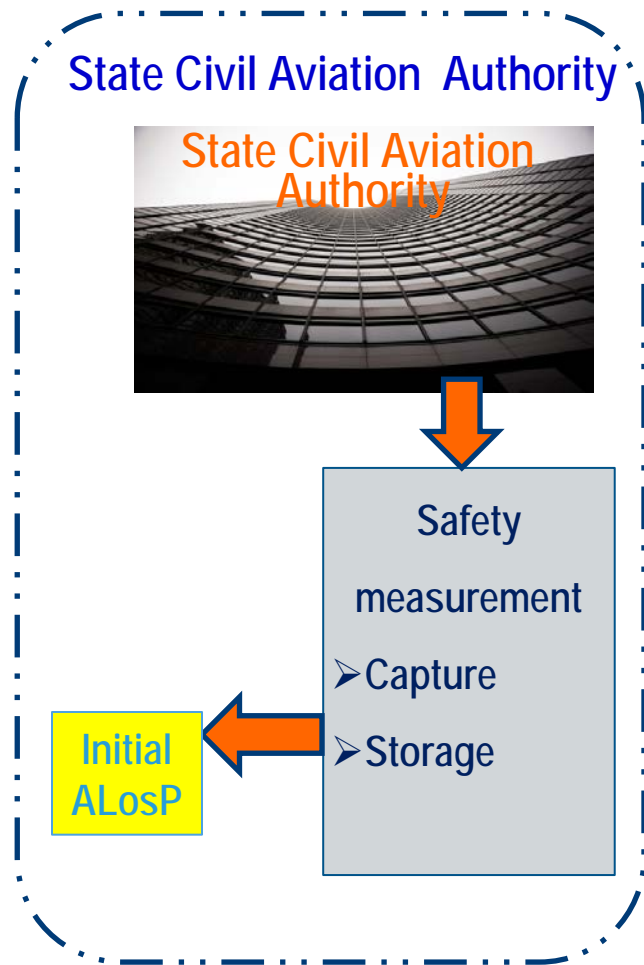 State Civil Aviation Authority
State Civil Aviation
Authority
Safety
measurement
➢Capture
➢Storage
Initial
ALosP